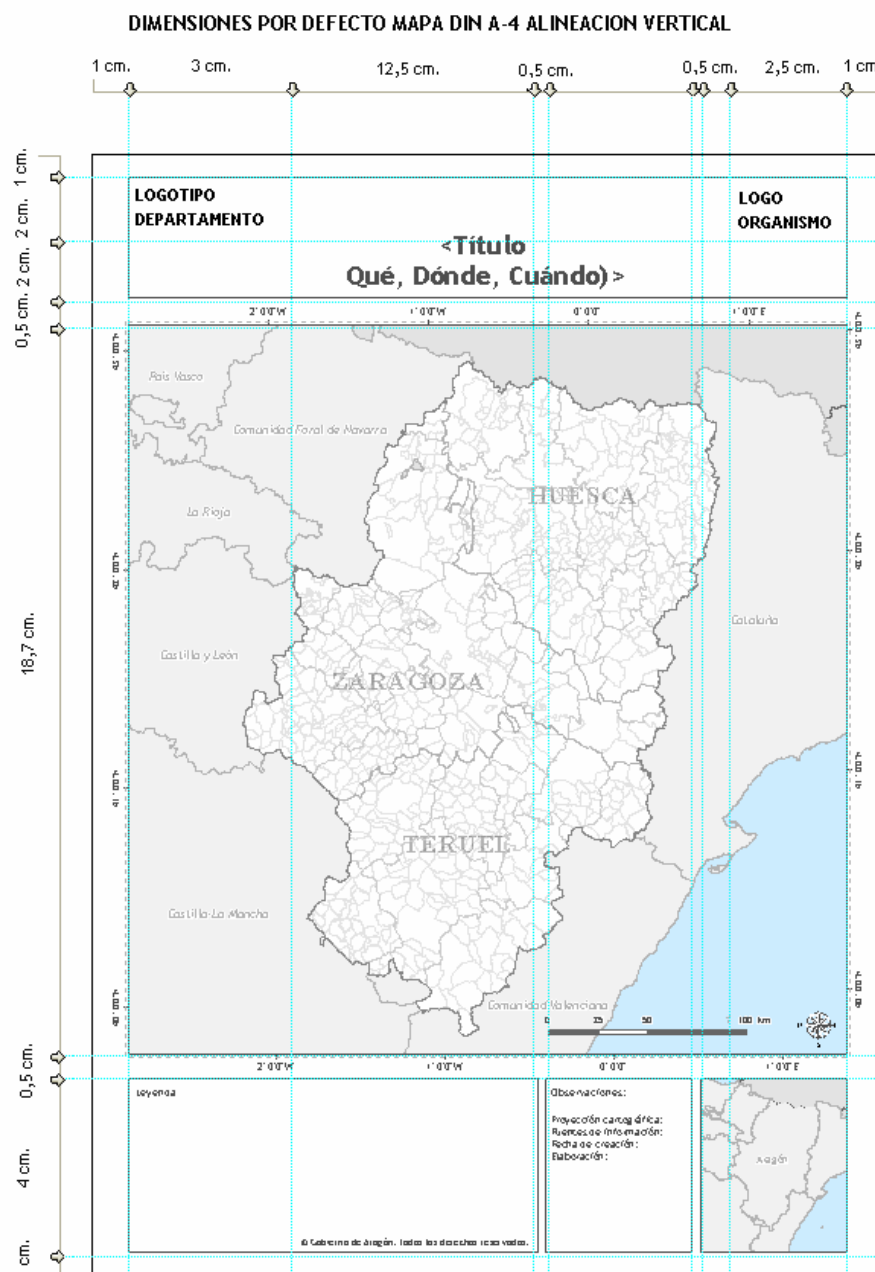 DIMENSIONES POR DEFECTO MAPA DIN A-4 ALINEACION VERTICAL
1 cm. 3 cm. 12,5 cm. 0,5 cm. 0,5 cm. 2,5 cm. 1 cm
1 cm.
2 cm.
2 cm.
0,5 cm.
18,7 cm.
0,5 cm.
4 cm.
cm.
LOGOTIPO
DEPARTAMENTO
LOGO
ORGANISMO
<Título
Qué, Dónde, Cuándo)>
2°0'0"W 1°0'0"W 0°0'0" 1°0'0"E
País Vasco
Comunidad Foral de Navarra
HUESCA
La Rioja
Cataluña
Castilla y León
ZARAGOZA
TERUEL
Castilla-La Mancha
Comunidad Valenciana
0 25 50 100 Km
2°0'0"W 1°0'0"W 0°0'0" 1°0'0"E
Leyenda
© Gobierno de Aragón. Todos los derechos reservados.
Observaciones:
Proyección cartográfica:
Fuentes de información:
Fecha de creación:
Elaboración:
Aragón